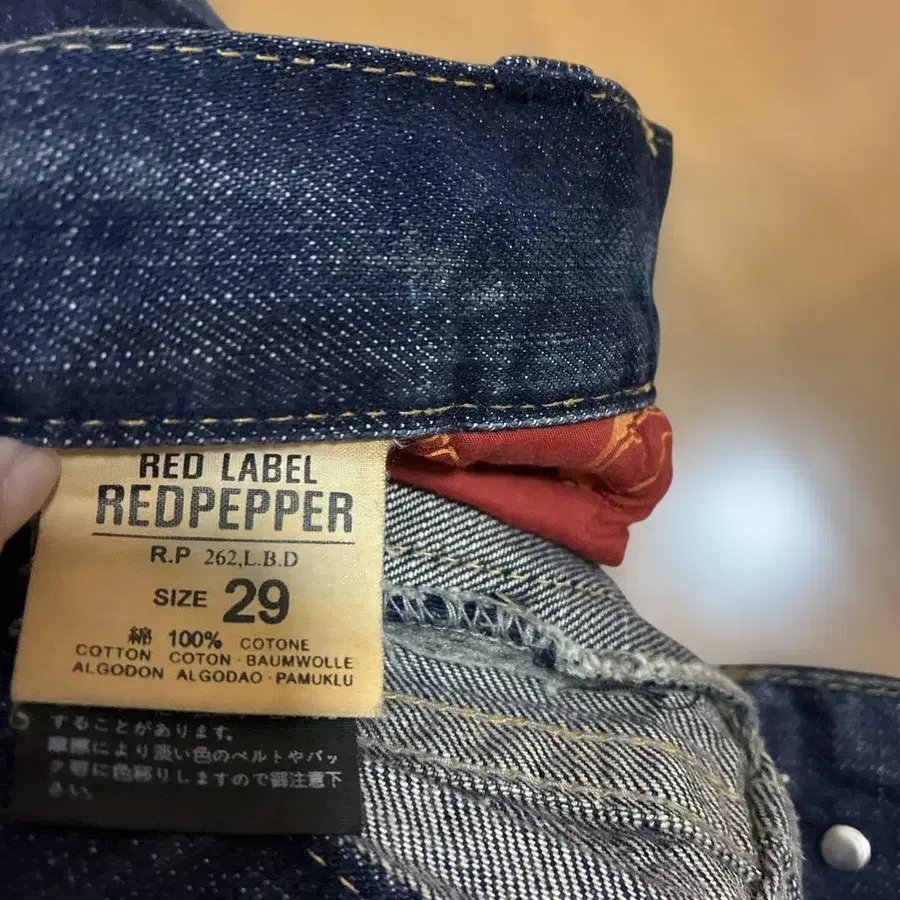 RED LABEL
REDPEPPER
R.P 262,L.B.D
SIZE 29
綿 100% COTONE
COTTON COTON · BAUMWOLLE
ALGODON ALGODAO · PAMUKLU
することがあります。
摩擦により淡い色のベルトやバッ
グ等に色移りしますので御注意下
さい。